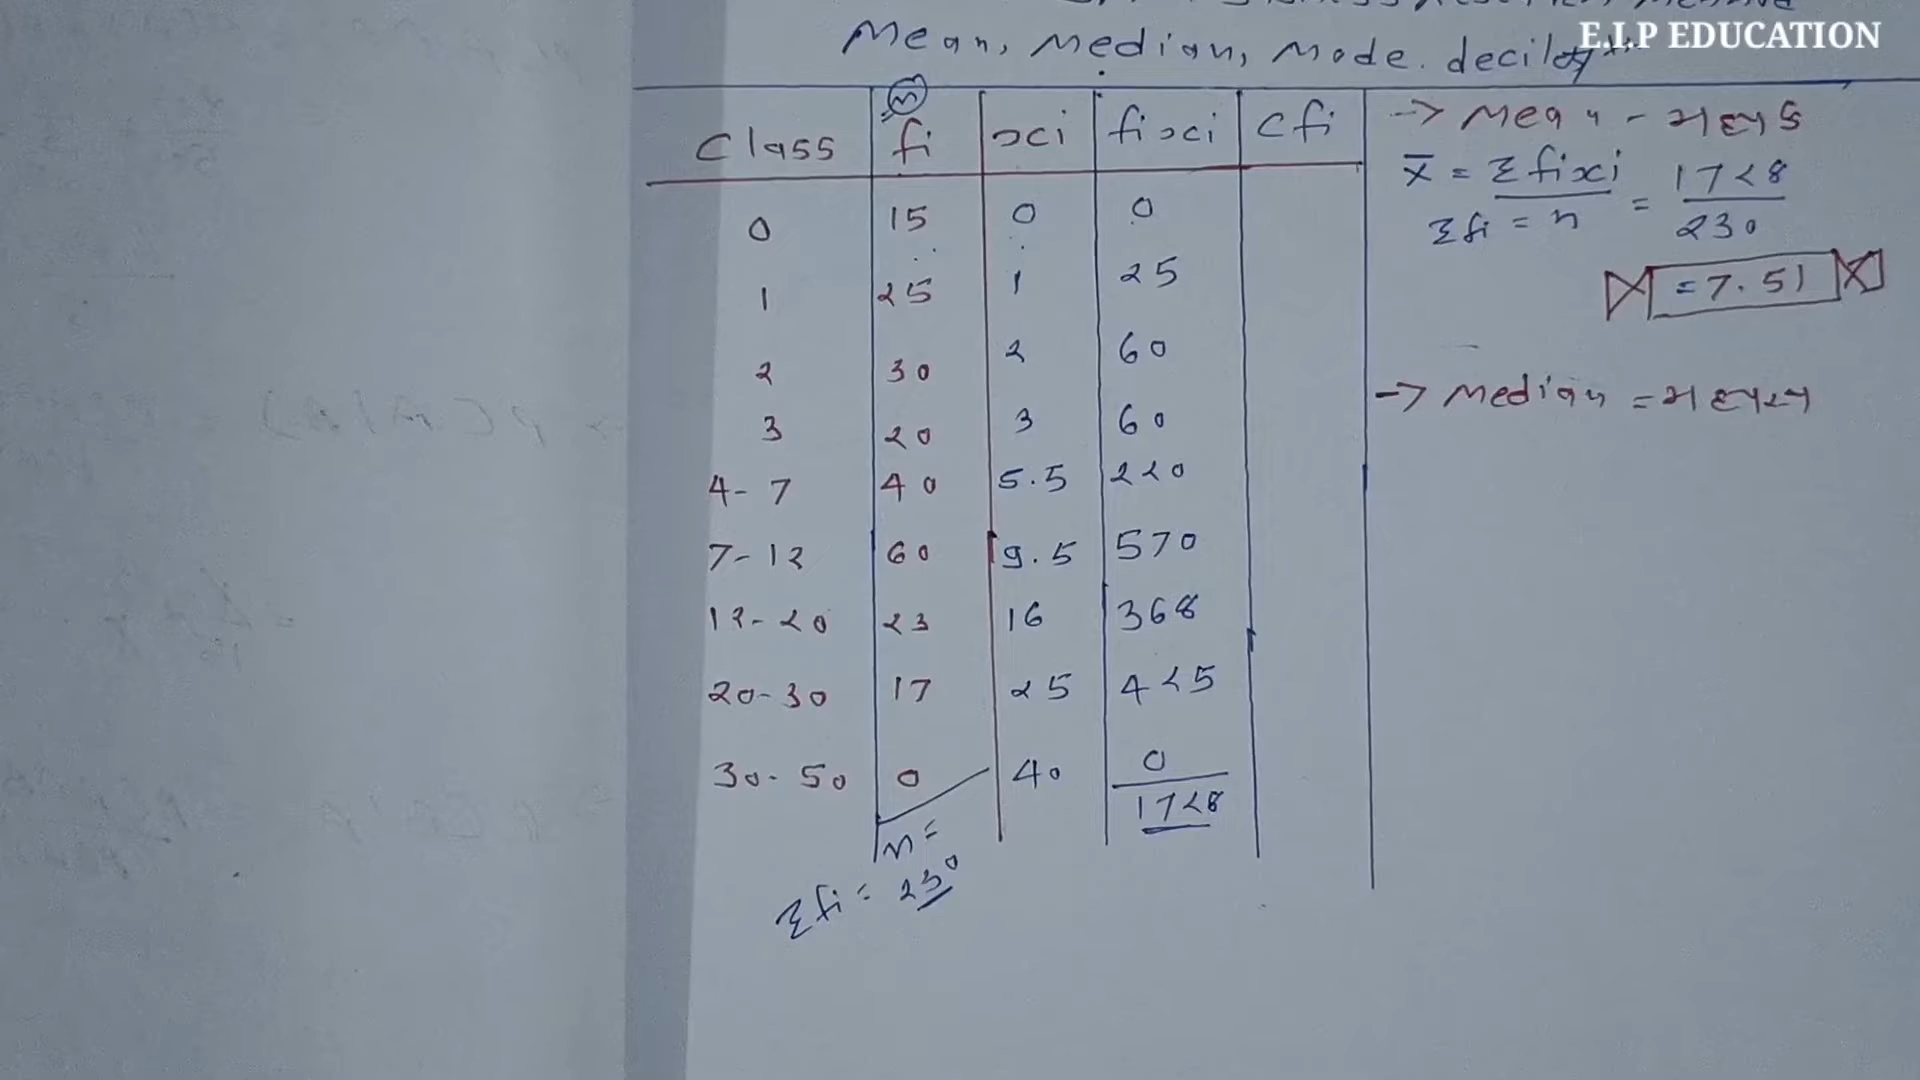 Mean, Median, Mode. decile
E.I.P EDUCATION
n
Class fi xi fixi cfi
0 15 0 0
1 25 1 25
2 30 2 60
3 20 3 60
4-7 40 5.5 220
7-12 60 9.5 570
12-20 23 16 368
20-30 17 25 425
30-50 0 40 0
1728
n=
Σfi = 230
→ Mean - મધ્યક
x̄ = Σfixi / Σfi = n = 1728 / 230
= 7.51
→ Median = મધ્યસ્થ